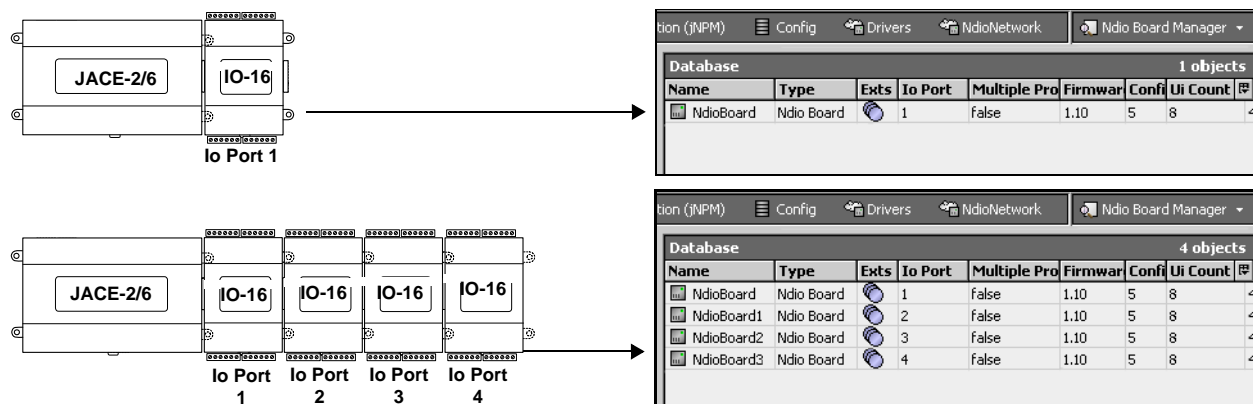 JACE-2/6
IO-16
Io Port 1
tion (jNPM) Config Drivers NdioNetwork Ndio Board Manager
Database 1 objects
Name Type Exts Io Port Multiple Pro Firmwar Confi Ui Count
NdioBoard Ndio Board 1 false 1.10 5 8
JACE-2/6
IO-16 IO-16 IO-16 IO-16
Io Port Io Port Io Port Io Port
1 2 3 4
tion (jNPM) Config Drivers NdioNetwork Ndio Board Manager
Database 4 objects
Name Type Exts Io Port Multiple Pro Firmwar Confi Ui Count
NdioBoard Ndio Board 1 false 1.10 5 8
NdioBoard1 Ndio Board 2 false 1.10 5 8
NdioBoard2 Ndio Board 3 false 1.10 5 8
NdioBoard3 Ndio Board 4 false 1.10 5 8